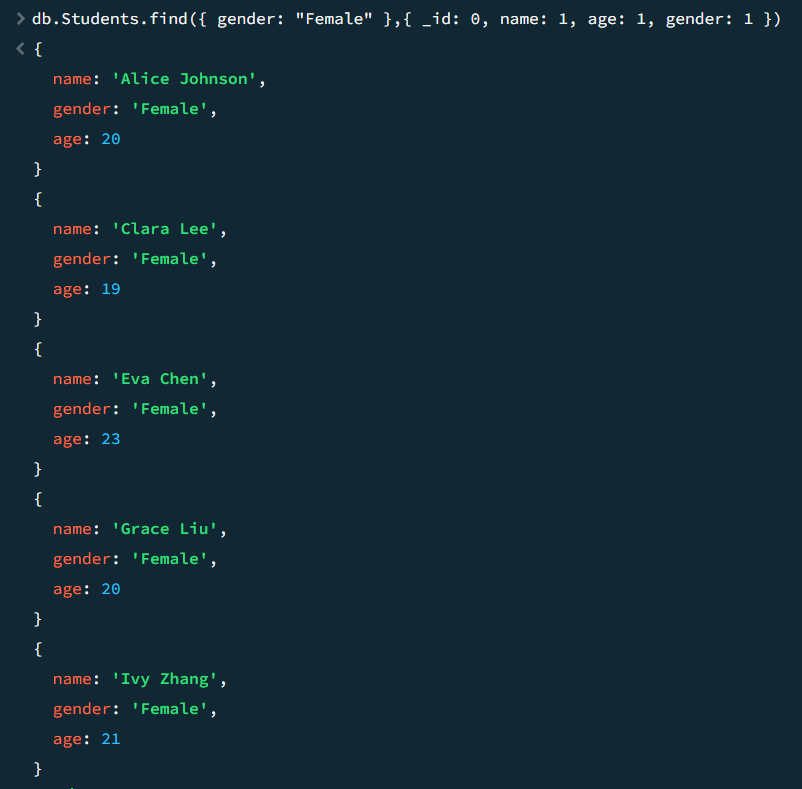 > db.Students.find({ gender: "Female" },{ _id: 0, name: 1, age: 1, gender: 1 })
< {
name: 'Alice Johnson',
gender: 'Female',
age: 20
}
{
name: 'Clara Lee',
gender: 'Female',
age: 19
}
{
name: 'Eva Chen',
gender: 'Female',
age: 23
}
{
name: 'Grace Liu',
gender: 'Female',
age: 20
}
{
name: 'Ivy Zhang',
gender: 'Female',
age: 21
}